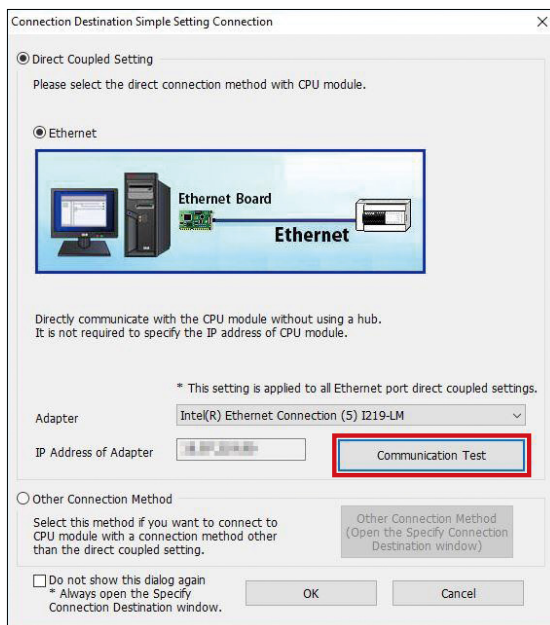 Connection Destination Simple Setting Connection
Direct Coupled Setting
Please select the direct connection method with CPU module.
Ethernet
Ethernet Board
Ethernet
Directly communicate with the CPU module without using a hub.
It is not required to specify the IP address of CPU module.
* This setting is applied to all Ethernet port direct coupled settings.
Adapter
Intel(R) Ethernet Connection (5) I219-LM
IP Address of Adapter
Communication Test
Other Connection Method
Select this method if you want to connect to
CPU module with a connection method other
than the direct coupled setting.
Other Connection Method
(Open the Specify Connection
Destination window)
Do not show this dialog again
* Always open the Specify
Connection Destination window.
OK
Cancel